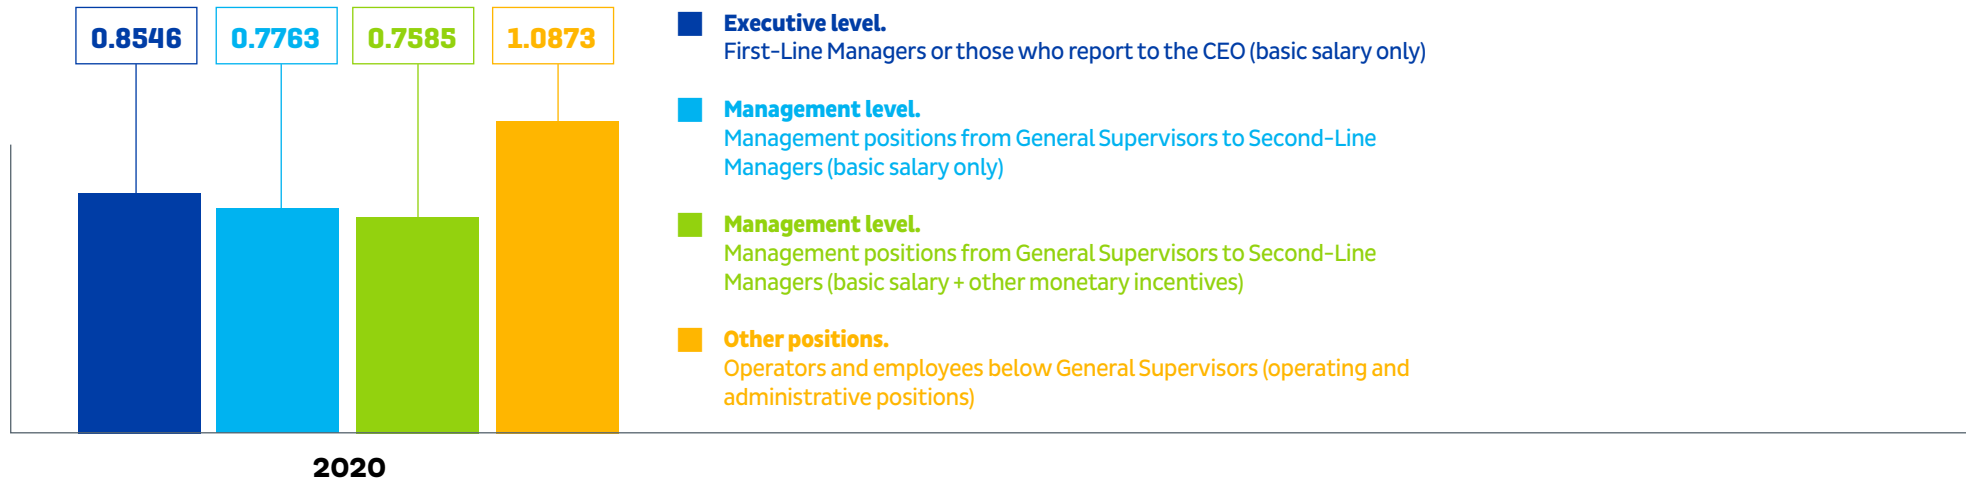 0.8546 0.7763 0.7585 1.0873
Executive level.
First-Line Managers or those who report to the CEO (basic salary only)
Management level.
Management positions from General Supervisors to Second-Line
Managers (basic salary only)
Management level.
Management positions from General Supervisors to Second-Line
Managers (basic salary + other monetary incentives)
Other positions.
Operators and employees below General Supervisors (operating and
administrative positions)
2020